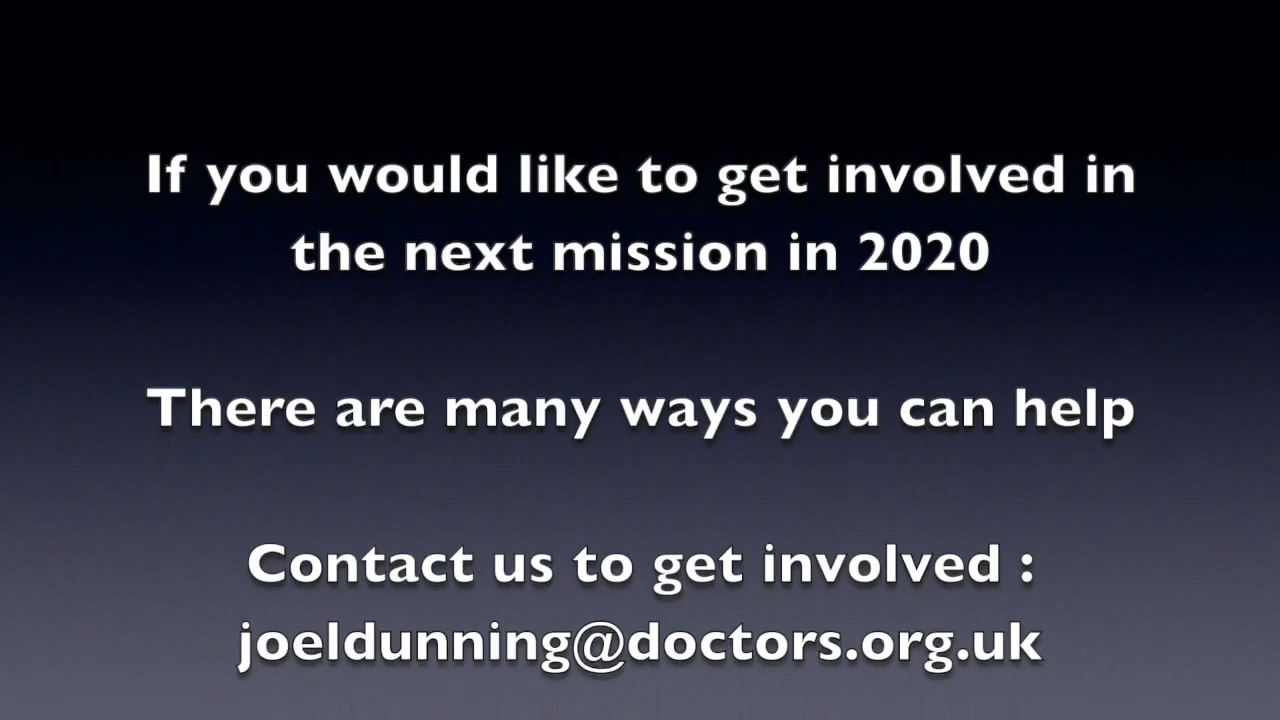 If you would like to get involved in
the next mission in 2020
There are many ways you can help
Contact us to get involved :
joeldunning@doctors.org.uk